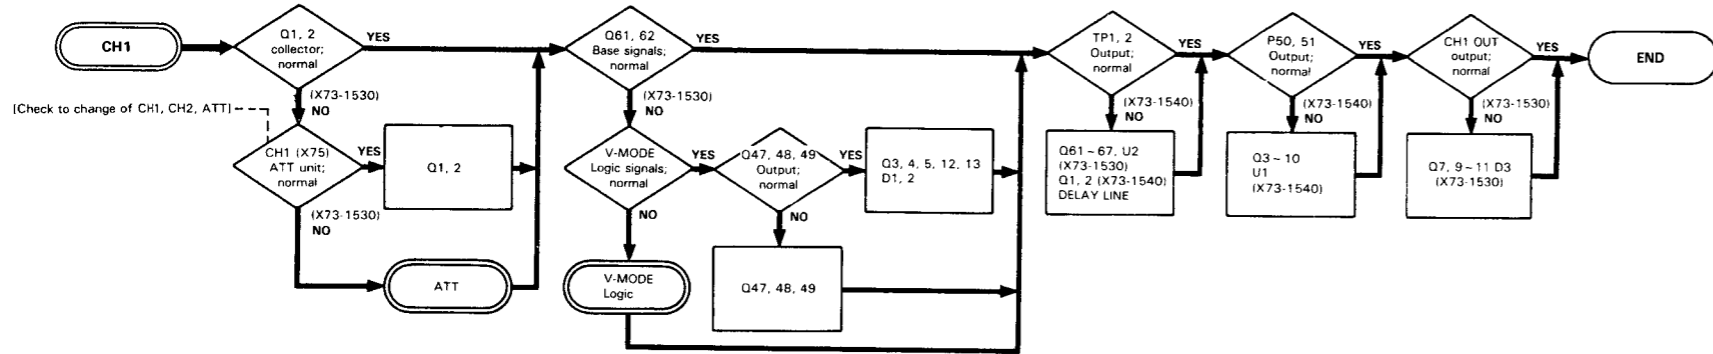 CH1
Q1, 2
collector;
normal
YES
(X73-1530)
NO
[Check to change of CH1, CH2, ATT]
CH1 (X75)
ATT unit;
normal
YES
Q1, 2
(X73-1530)
NO
ATT
Q61, 62
Base signals;
normal
YES
(X73-1530)
NO
V-MODE
Logic signals;
normal
YES
NO
V-MODE
Logic
Q47, 48, 49
Output;
normal
YES
NO
Q47, 48, 49
Q3, 4, 5, 12, 13
D1, 2
TP1, 2
Output;
normal
YES
(X73-1540)
NO
Q61 ~ 67, U2
(X73-1530)
Q1, 2 (X73-1540)
DELAY LINE
P50, 51
Output;
normal
YES
(X73-1540)
NO
Q3 ~ 10
U1
(X73-1540)
CH1 OUT
output;
normal
YES
(X73-1530)
NO
Q7, 9 ~ 11 D3
(X73-1530)
END